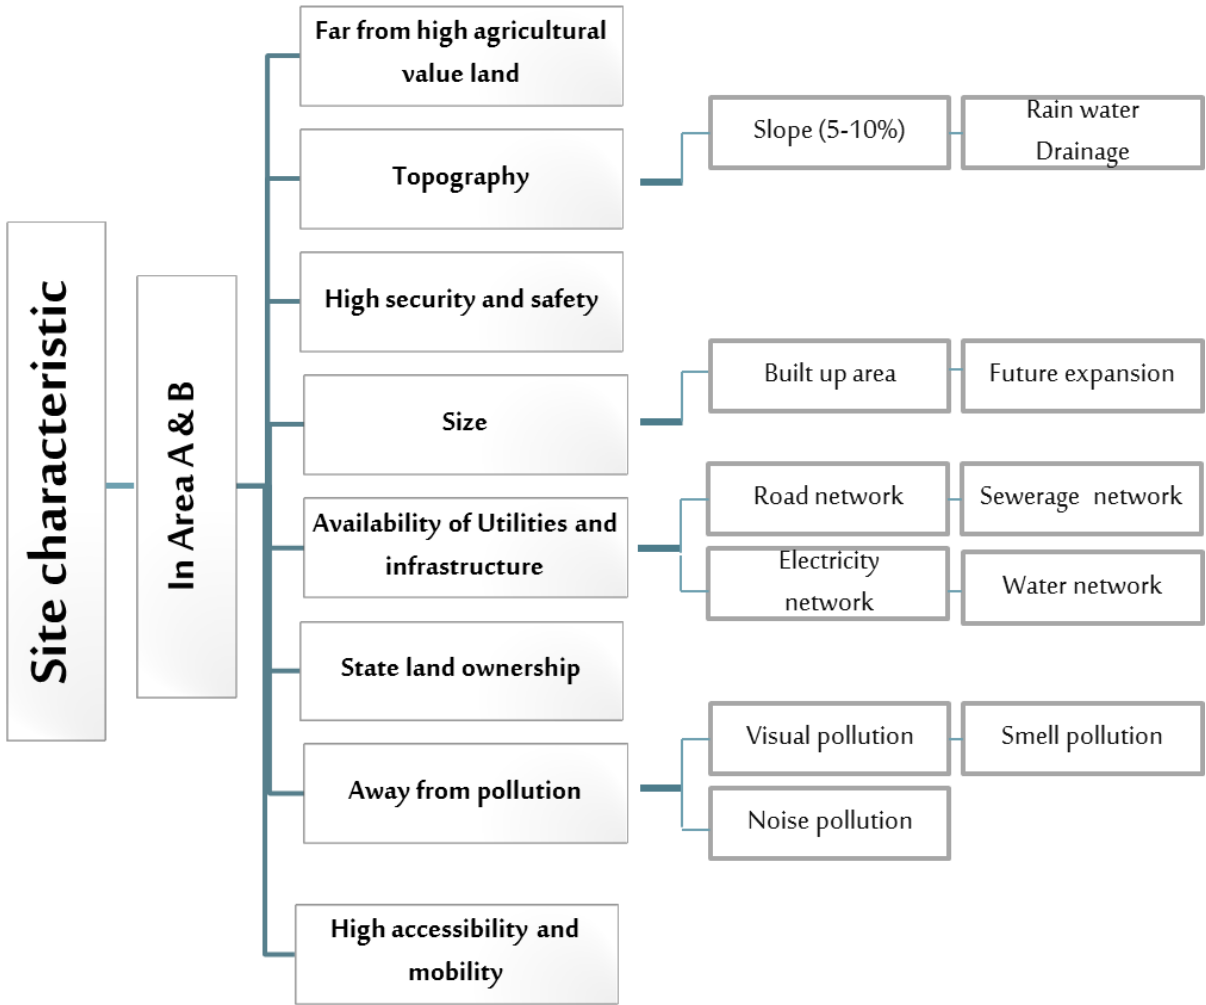 Site characteristic
In Area A & B
Far from high agricultural
value land
Topography
Slope (5-10%)
Rain water
Drainage
High security and safety
Size
Built up area
Future expansion
Availability of Utilities and
infrastructure
Road network
Sewerage network
Electricity
network
Water network
State land ownership
Away from pollution
Visual pollution
Smell pollution
Noise pollution
High accessibility and
mobility